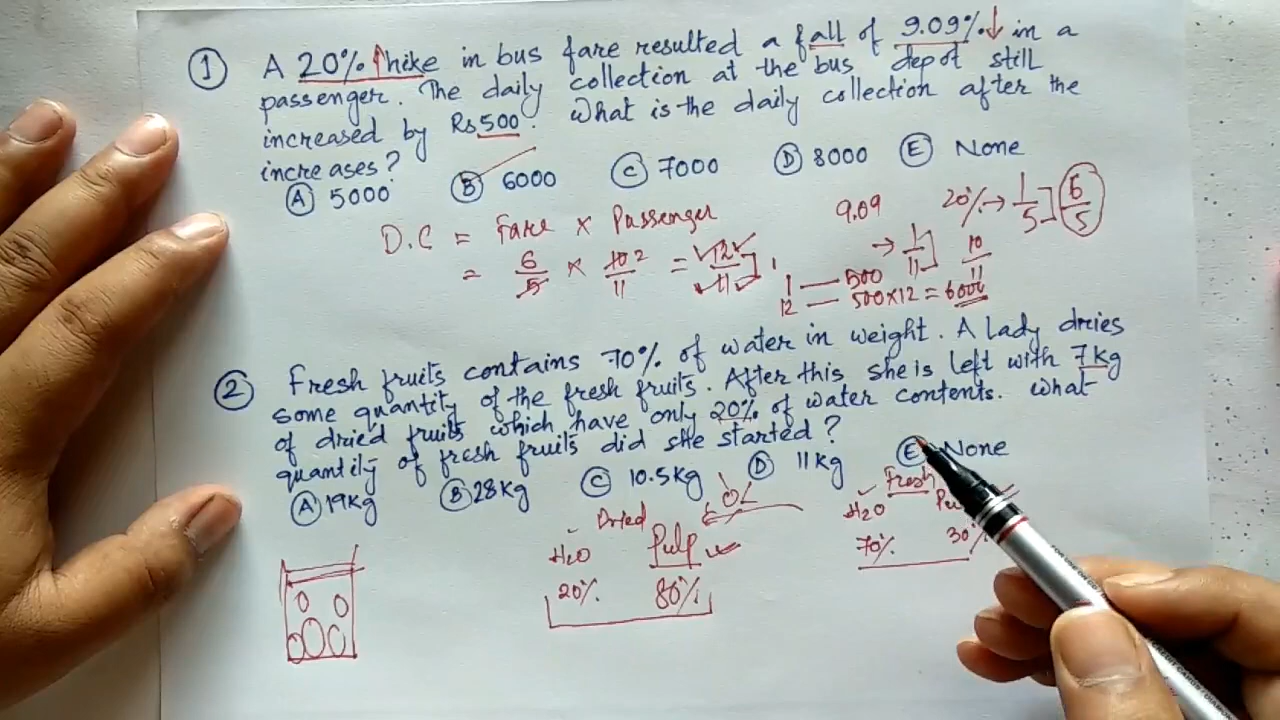 ① A 20% ↑ hike in bus fare resulted a fall of 9.09% ↓ in a
passenger. The daily collection at the bus depot still
increased by Rs 500. What is the daily collection after the
increases?
Ⓐ 5000 Ⓑ 6000 Ⓒ 7000 Ⓓ 8000 Ⓔ None
D.C = Fare × Passenger
= 6/5 × 10 2/11 = 12/11 ] 1
9.09
→ 1/11 ] 10/11
20% → 1/5 ] 6/5
1 — 500
12 — 500×12 = 6000
② Fresh fruits contains 70% of water in weight. A lady dries
some quantity of the fresh fruits. After this she is left with 7kg
of dried fruits which have only 20% of water contents. what
quantity of fresh fruits did she started?
Ⓐ 19kg Ⓑ 28kg Ⓒ 10.5kg Ⓓ 11kg Ⓔ None
Dried
H2O Pulp
20% 80%
Fresh
H2O
70% 30%